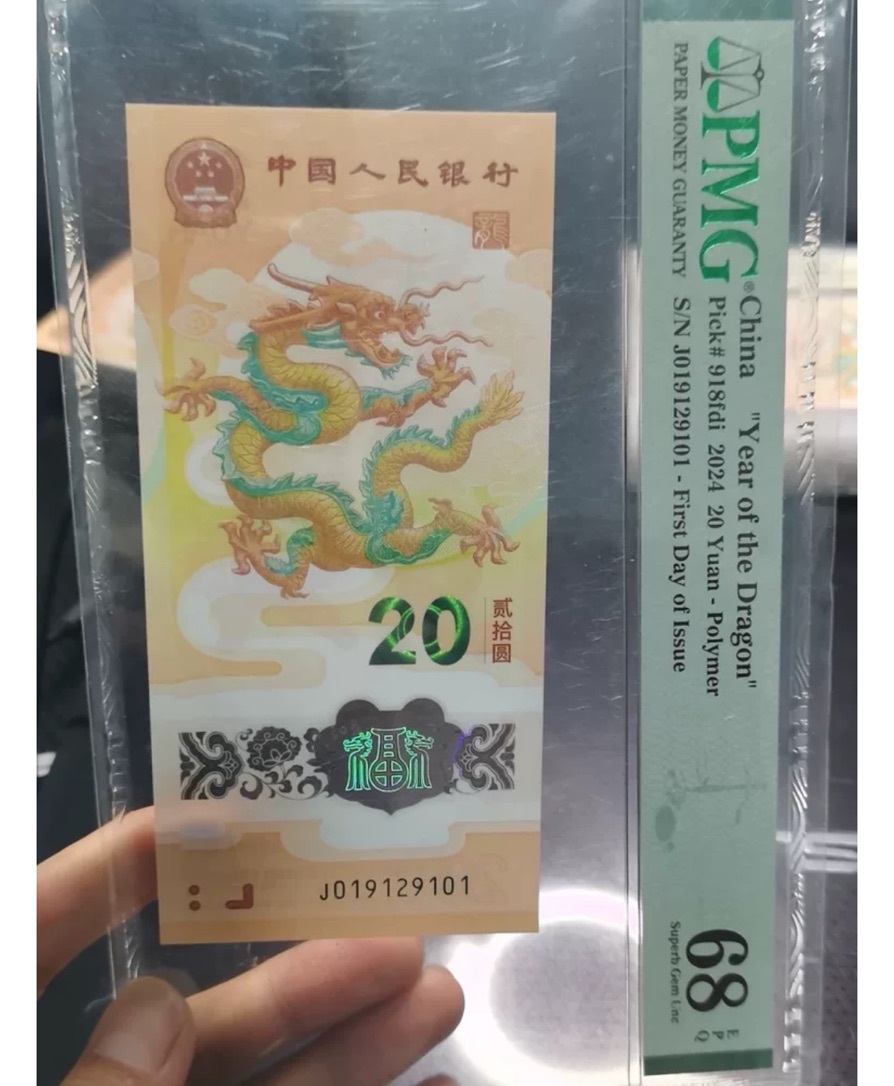 中国人民银行
龍
20
贰拾圆
福
J019129101
PMG®
PAPER MONEY GUARANTY
China "Year of the Dragon"
Pick# 918fdi 2024 20 Yuan - Polymer
S/N J019129101 - First Day of Issue
68 EPQ
Superb Gem Unc